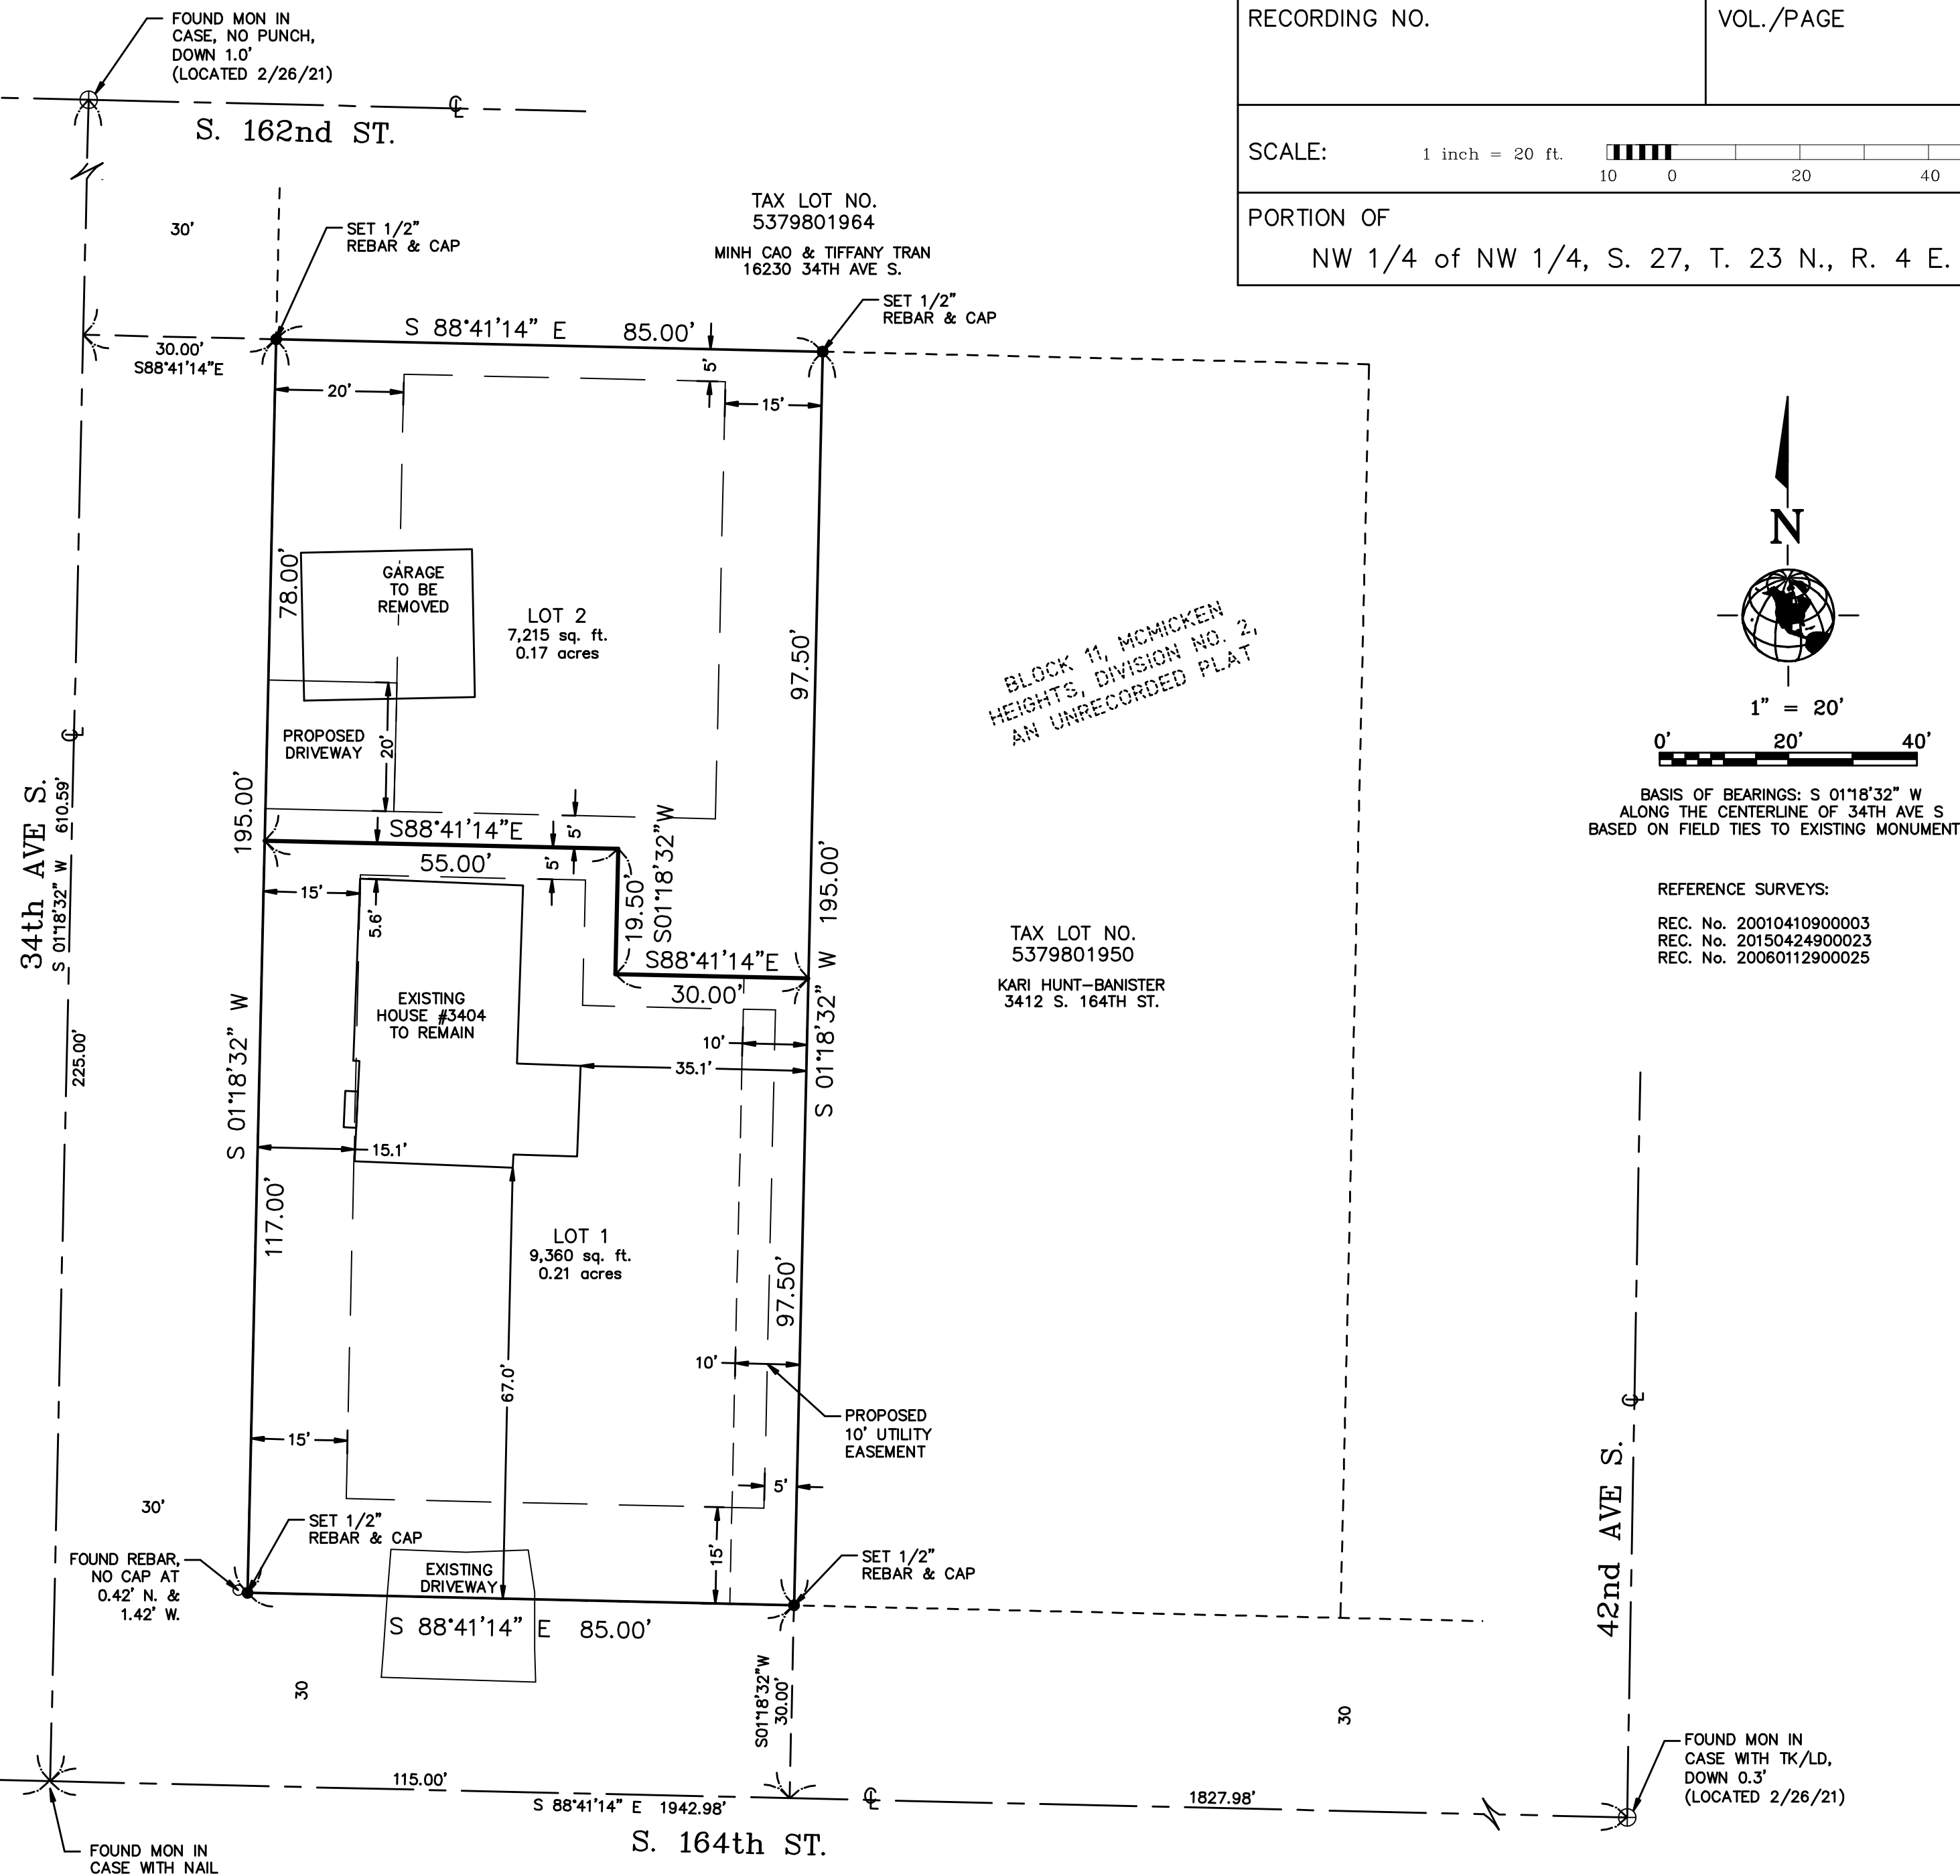 FOUND MON IN
CASE, NO PUNCH,
DOWN 1.0'
(LOCATED 2/26/21)
S. 162nd ST.
RECORDING NO.
VOL./PAGE
SCALE:
1 inch = 20 ft.
10 0 20 40
PORTION OF
NW 1/4 of NW 1/4, S. 27, T. 23 N., R. 4 E.
30'
SET 1/2"
REBAR & CAP
TAX LOT NO.
5379801964
MINH CAO & TIFFANY TRAN
16230 34TH AVE S.
SET 1/2"
REBAR & CAP
S 88°41'14" E 85.00'
30.00'
S88°41'14"E
5'
20'
15'
78.00'
GARAGE
TO BE
REMOVED
LOT 2
7,215 sq. ft.
0.17 acres
97.50'
BLOCK 11, MCMICKEN
HEIGHTS, DIVISION NO. 2,
AN UNRECORDED PLAT
N
1" = 20'
0' 20' 40'
BASIS OF BEARINGS: S 01°18'32" W
ALONG THE CENTERLINE OF 34TH AVE S
BASED ON FIELD TIES TO EXISTING MONUMENT
REFERENCE SURVEYS:
REC. No. 20010410900003
REC. No. 20150424900023
REC. No. 20060112900025
PROPOSED
DRIVEWAY
20'
34th AVE S.
S 01°18'32" W 610.59'
225.00'
S 01°18'32" W 195.00'
S88°41'14"E
55.00'
5'
5'
19.50'
S01°18'32"W
S88°41'14"E
30.00'
S 01°18'32" W 195.00'
15'
5.6'
EXISTING
HOUSE #3404
TO REMAIN
TAX LOT NO.
5379801950
KARI HUNT-BANISTER
3412 S. 164TH ST.
10'
35.1'
15.1'
117.00'
LOT 1
9,360 sq. ft.
0.21 acres
97.50'
67.0'
10'
PROPOSED
10' UTILITY
EASEMENT
15'
5'
15'
30'
SET 1/2"
REBAR & CAP
FOUND REBAR,
NO CAP AT
0.42' N. &
1.42' W.
EXISTING
DRIVEWAY
SET 1/2"
REBAR & CAP
S 88°41'14" E 85.00'
42nd AVE S.
30
S01°18'32"W
30.00'
30
FOUND MON IN
CASE WITH TK/LD,
DOWN 0.3'
(LOCATED 2/26/21)
115.00'
S 88°41'14" E 1942.98'
1827.98'
S. 164th ST.
FOUND MON IN
CASE WITH NAIL